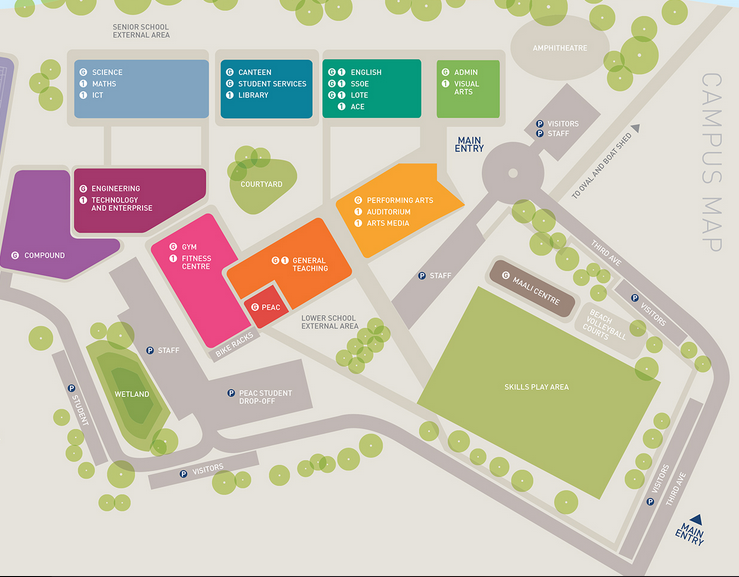 SENIOR SCHOOL
EXTERNAL AREA
G SCIENCE
1 MATHS
1 ICT
G CANTEEN
G STUDENT SERVICES
1 LIBRARY
G 1 ENGLISH
G 1 SSOE
G 1 LOTE
1 ACE
G ADMIN
1 VISUAL
ARTS
AMPHITHEATRE
CAMPUS MAP
P VISITORS
P STAFF
MAIN
ENTRY
TO OVAL AND BOAT SHED
G ENGINEERING
1 TECHNOLOGY
AND ENTERPRISE
COURTYARD
G PERFORMING ARTS
1 AUDITORIUM
1 ARTS MEDIA
G COMPOUND
G GYM
1 FITNESS
CENTRE
G 1 GENERAL
TEACHING
G PEAC
P STAFF
G MAALI CENTRE
THIRD AVE
P VISITORS
BEACH
VOLLEYBALL
COURTS
LOWER SCHOOL
EXTERNAL AREA
BIKE RACKS
P STAFF
WETLAND
P STUDENT
P PEAC STUDENT
DROP-OFF
SKILLS PLAY AREA
P VISITORS
P VISITORS
THIRD AVE
MAIN
ENTRY